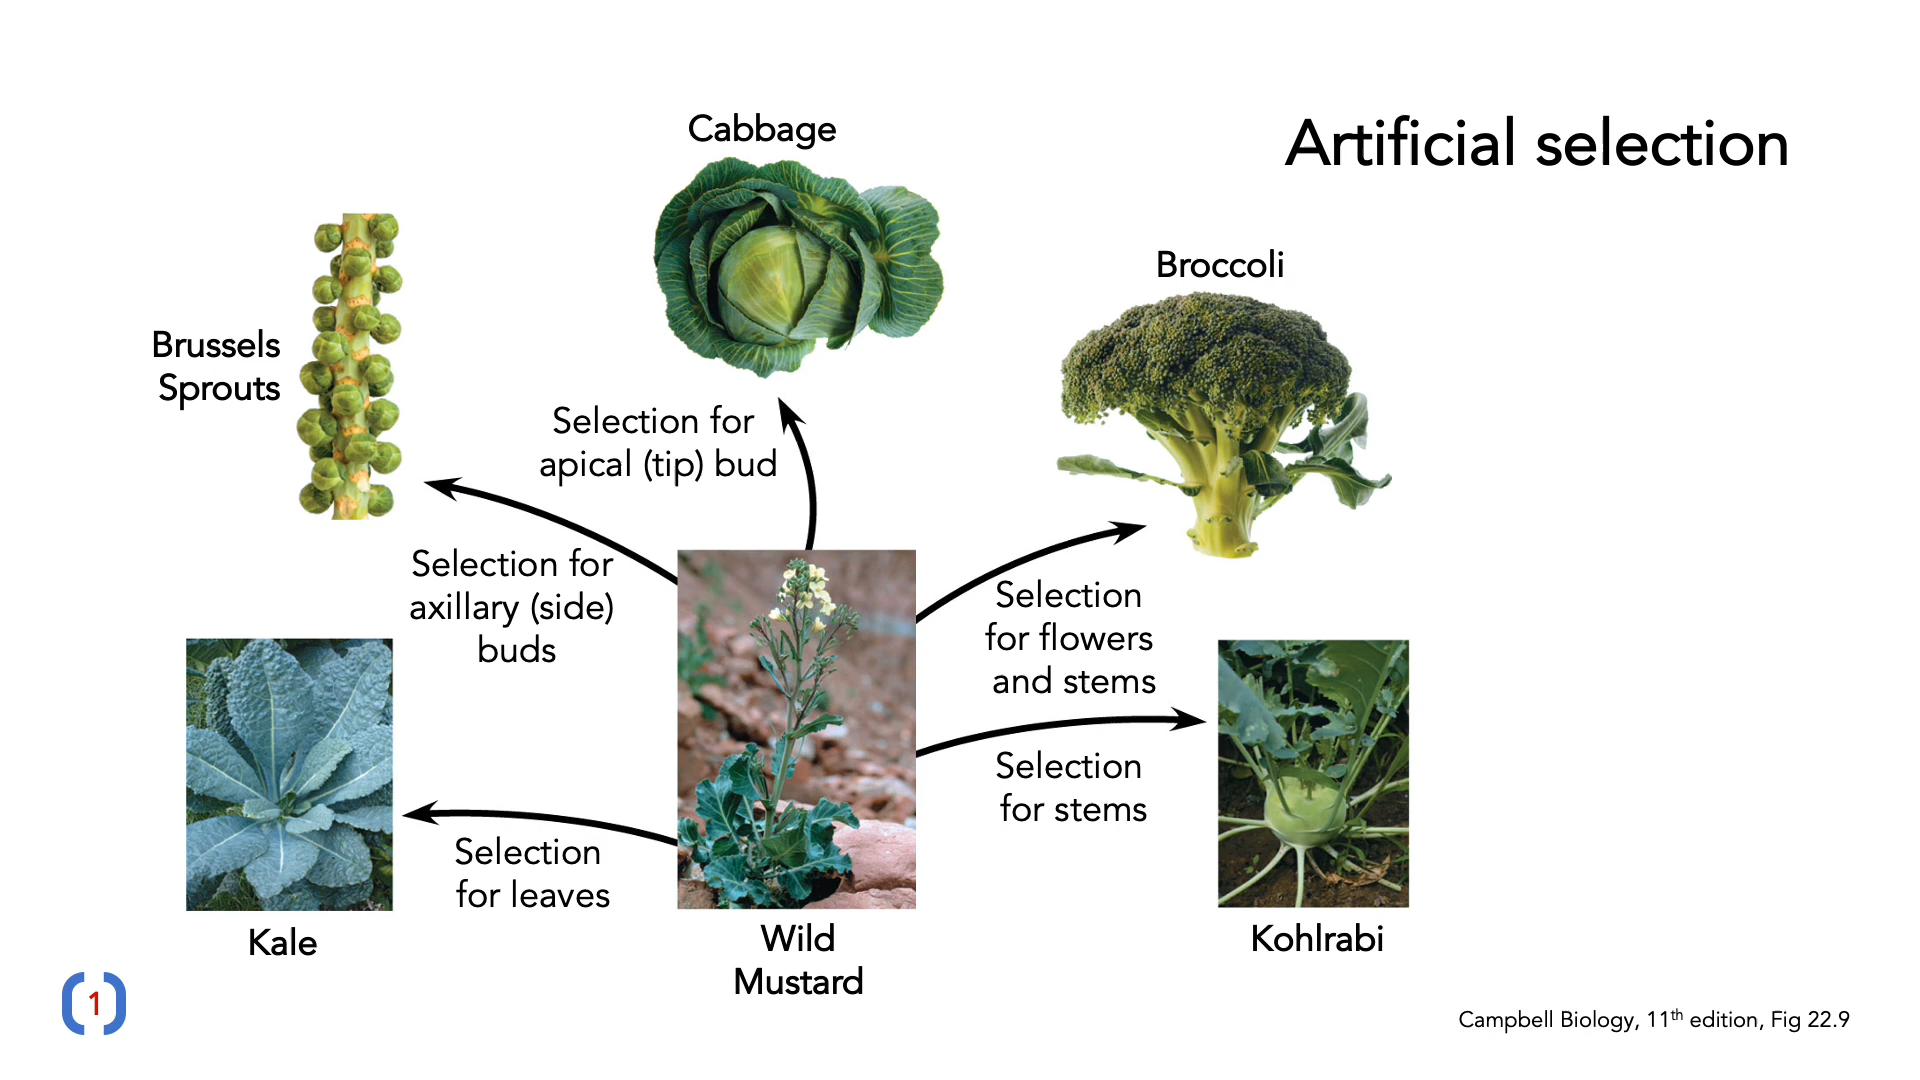 Artificial selection
Cabbage
Broccoli
Brussels
Sprouts
Selection for
apical (tip) bud
Selection for
axillary (side)
buds
Selection
for flowers
and stems
Selection
for stems
Selection
for leaves
Kale
Wild
Mustard
Kohlrabi
1
Campbell Biology, 11th edition, Fig 22.9